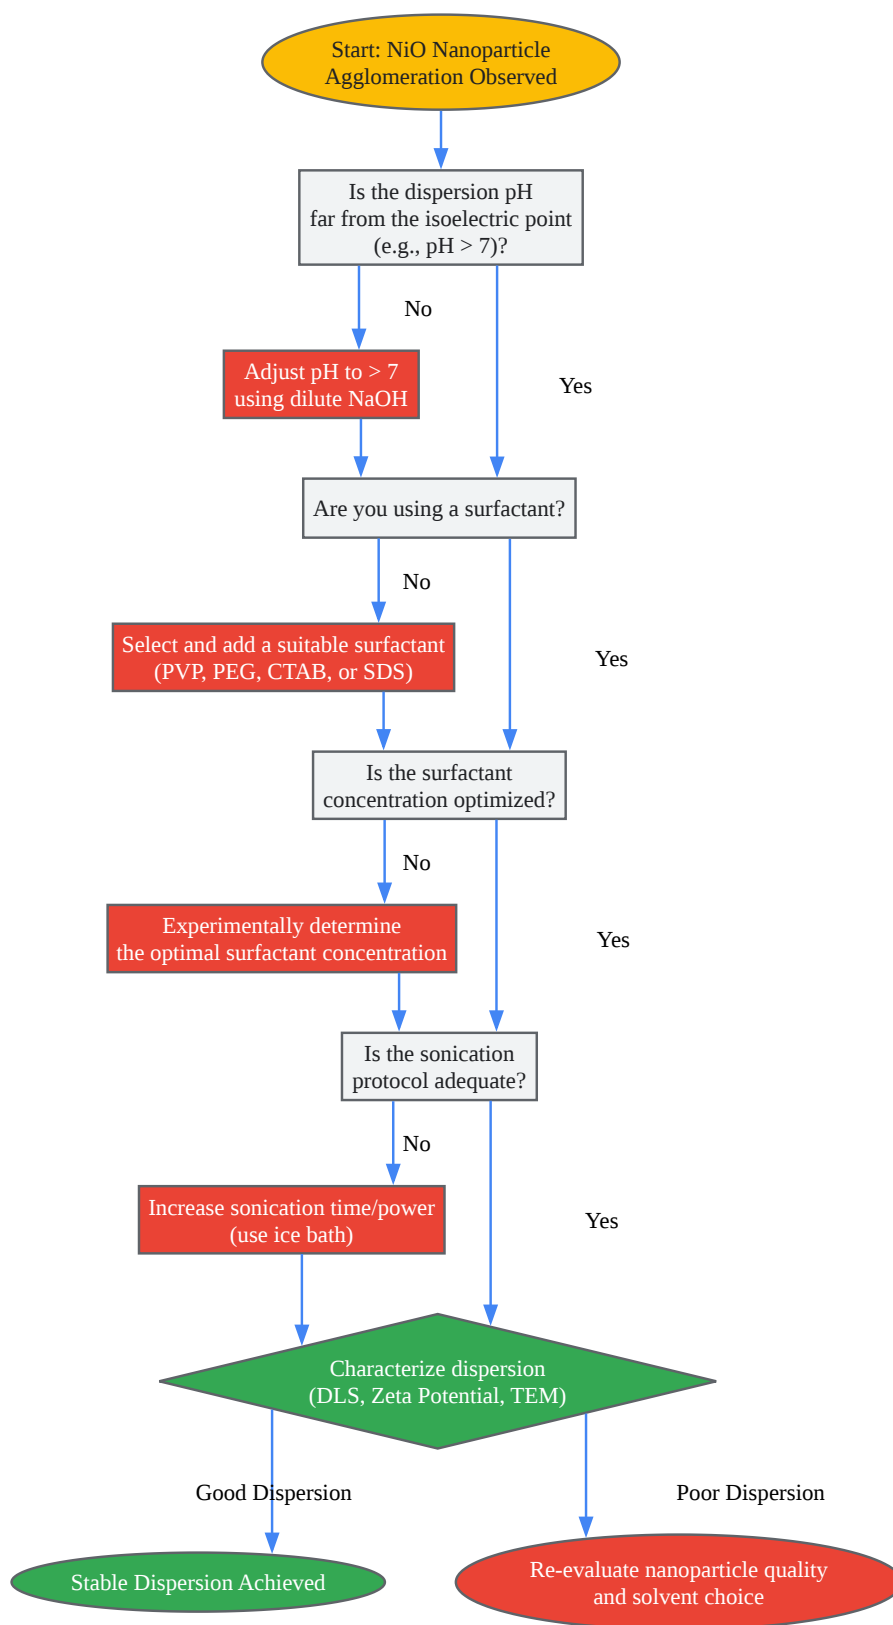 Start: NiO Nanoparticle
Agglomeration Observed
Is the dispersion pH
far from the isoelectric point
(e.g., pH > 7)?
No
Adjust pH to > 7
using dilute NaOH
Yes
Are you using a surfactant?
No
Select and add a suitable surfactant
(PVP, PEG, CTAB, or SDS)
Yes
Is the surfactant
concentration optimized?
No
Experimentally determine
the optimal surfactant concentration
Yes
Is the sonication
protocol adequate?
No
Increase sonication time/power
(use ice bath)
Yes
Characterize dispersion
(DLS, Zeta Potential, TEM)
Good Dispersion
Poor Dispersion
Stable Dispersion Achieved
Re-evaluate nanoparticle quality
and solvent choice